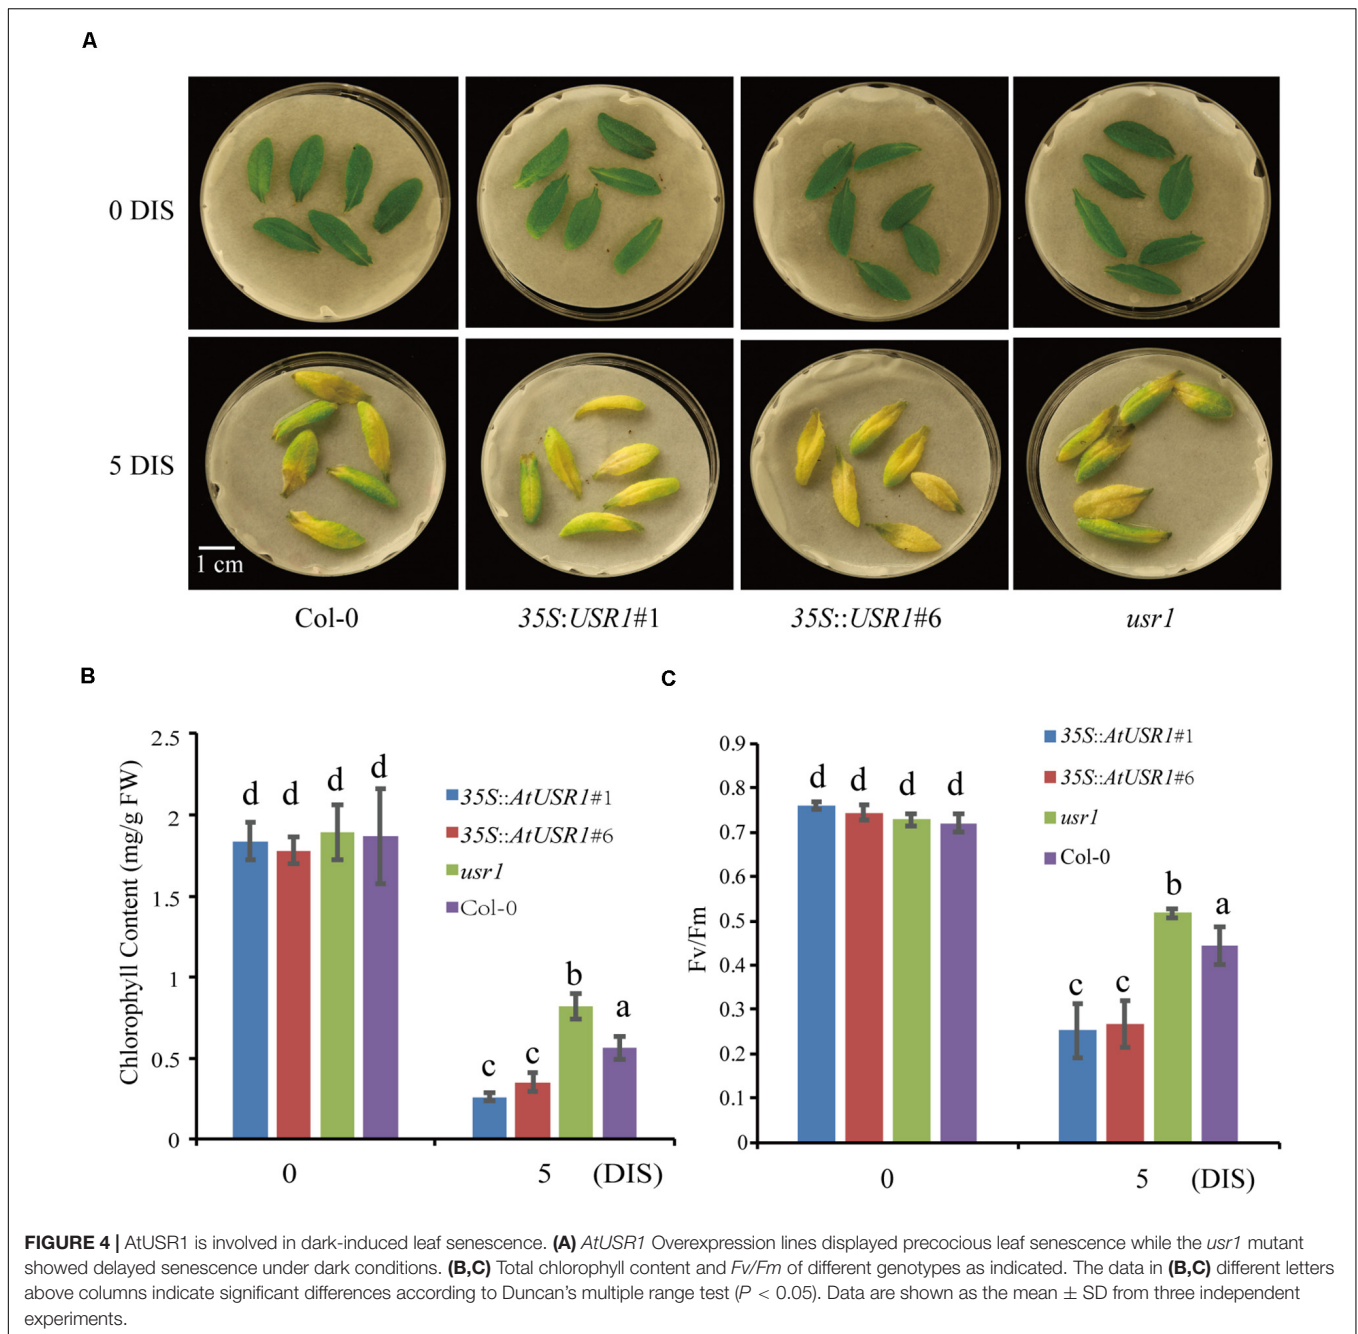 A
0 DIS
5 DIS
1 cm
Col-0
35S:USR1#1
35S::USR1#6
usr1
B
Chlorophyll Content (mg/g FW)
2.5
2
1.5
1
0.5
0
d
d
d
d
c
c
b
a
35S::AtUSR1#1
35S::AtUSR1#6
usr1
Col-0
0
5
(DIS)
C
Fv/Fm
0.9
0.8
0.7
0.6
0.5
0.4
0.3
0.2
0.1
0
d
d
d
d
c
c
b
a
35S::AtUSR1#1
35S::AtUSR1#6
usr1
Col-0
0
5
(DIS)
FIGURE 4 | AtUSR1 is involved in dark-induced leaf senescence. (A) AtUSR1 Overexpression lines displayed precocious leaf senescence while the usr1 mutant
showed delayed senescence under dark conditions. (B,C) Total chlorophyll content and Fv/Fm of different genotypes as indicated. The data in (B,C) different letters
above columns indicate significant differences according to Duncan's multiple range test (P < 0.05). Data are shown as the mean ± SD from three independent
experiments.